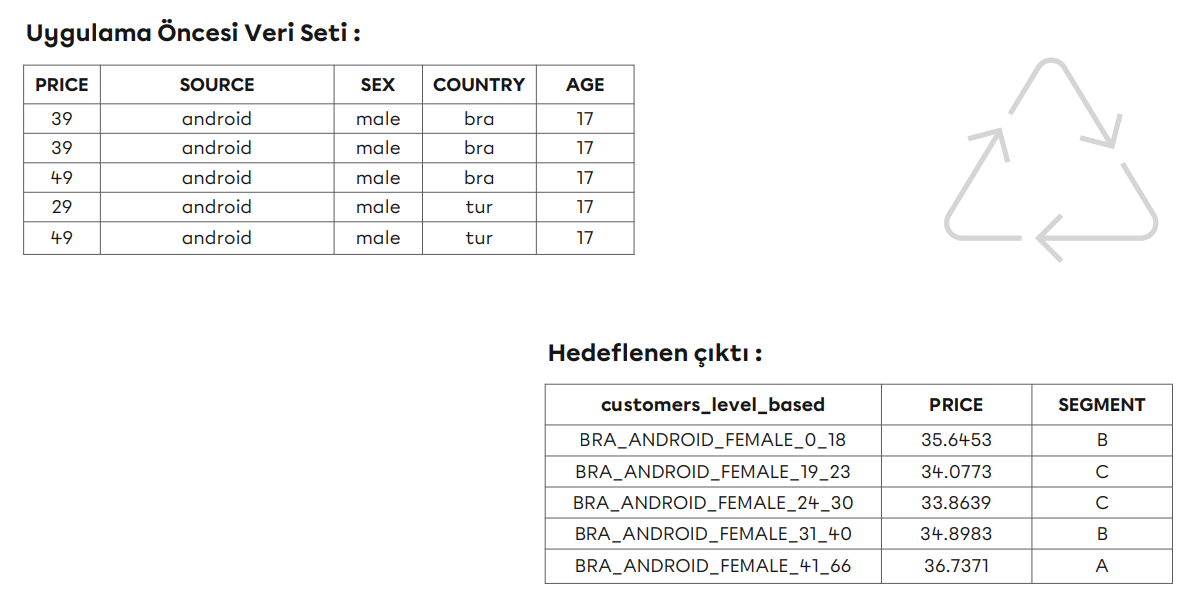 Uygulama Öncesi Veri Seti :
PRICE SOURCE SEX COUNTRY AGE
39 android male bra 17
39 android male bra 17
49 android male bra 17
29 android male tur 17
49 android male tur 17
Hedeflenen çıktı :
customers_level_based PRICE SEGMENT
BRA_ANDROID_FEMALE_0_18 35.6453 B
BRA_ANDROID_FEMALE_19_23 34.0773 C
BRA_ANDROID_FEMALE_24_30 33.8639 C
BRA_ANDROID_FEMALE_31_40 34.8983 B
BRA_ANDROID_FEMALE_41_66 36.7371 A